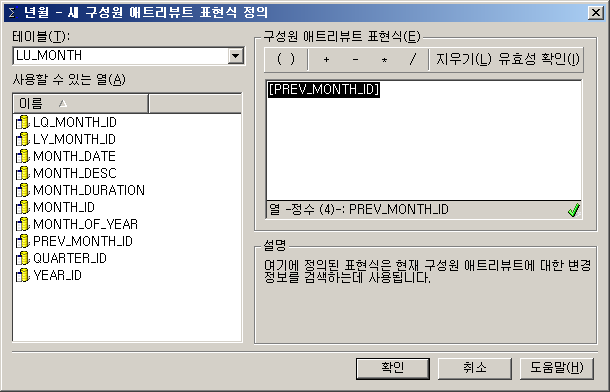 년월 - 새 구성원 애트리뷰트 표현식 정의
테이블(T):
LU_MONTH
사용할 수 있는 열(A)
이름
LQ_MONTH_ID
LY_MONTH_ID
MONTH_DATE
MONTH_DESC
MONTH_DURATION
MONTH_ID
MONTH_OF_YEAR
PREV_MONTH_ID
QUARTER_ID
YEAR_ID
구성원 애트리뷰트 표현식(E)
( ) + - * / 지우기(L) 유효성 확인(I)
[PREV_MONTH_ID]
열 -정수 (4)-: PREV_MONTH_ID
설명
여기에 정의된 표현식은 현재 구성원 애트리뷰트에 대한 변경
정보를 검색하는데 사용됩니다.
확인 취소 도움말(H)